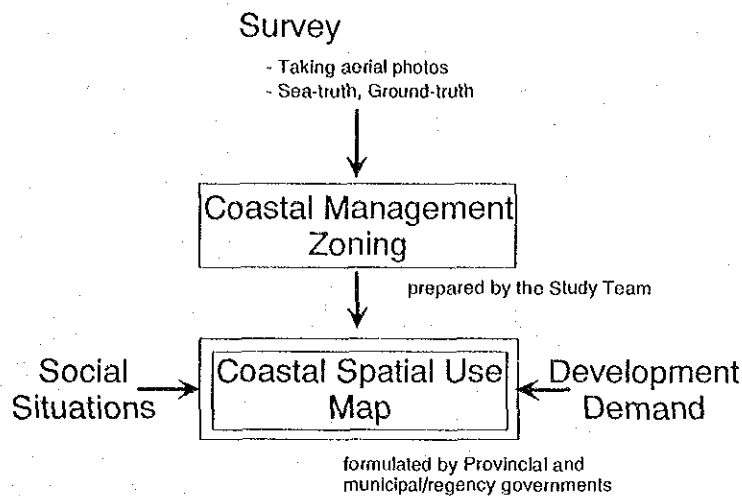 Survey
- Taking aerial photos
- Sea-truth, Ground-truth
Coastal Management
Zoning
prepared by the Study Team
Social
Situations
Coastal Spatial Use
Map
Development
Demand
formulated by Provincial and
municipal/regency governments